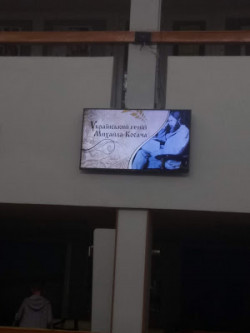 Український геній
Михайла Косача